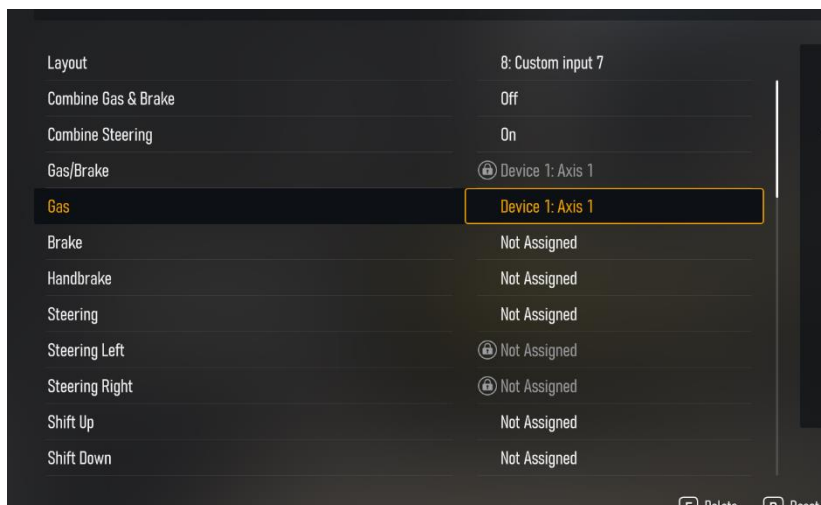 Layout 8: Custom input 7
Combine Gas & Brake Off
Combine Steering On
Gas/Brake Device 1: Axis 1
Gas Device 1: Axis 1
Brake Not Assigned
Handbrake Not Assigned
Steering Not Assigned
Steering Left Not Assigned
Steering Right Not Assigned
Shift Up Not Assigned
Shift Down Not Assigned